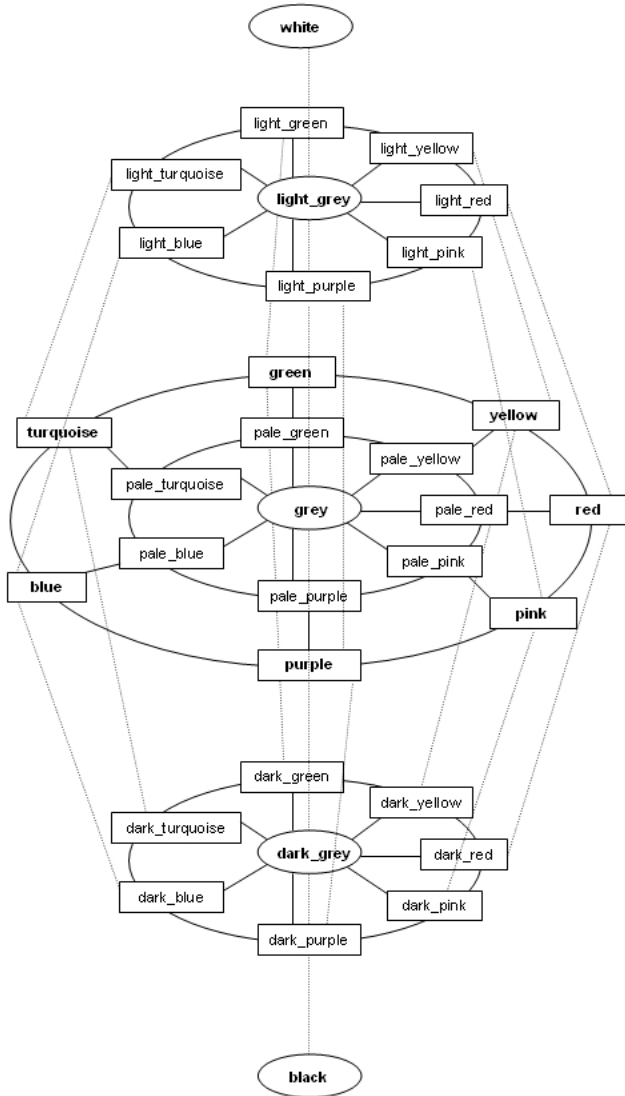 white
light_green
light_yellow
light_turquoise
light_grey
light_red
light_blue
light_pink
light_purple
green
yellow
turquoise
pale_green
pale_yellow
pale_turquoise
grey
pale_red
red
pale_blue
pale_pink
blue
pale_purple
pink
purple
dark_green
dark_yellow
dark_turquoise
dark_grey
dark_red
dark_blue
dark_pink
dark_purple
black